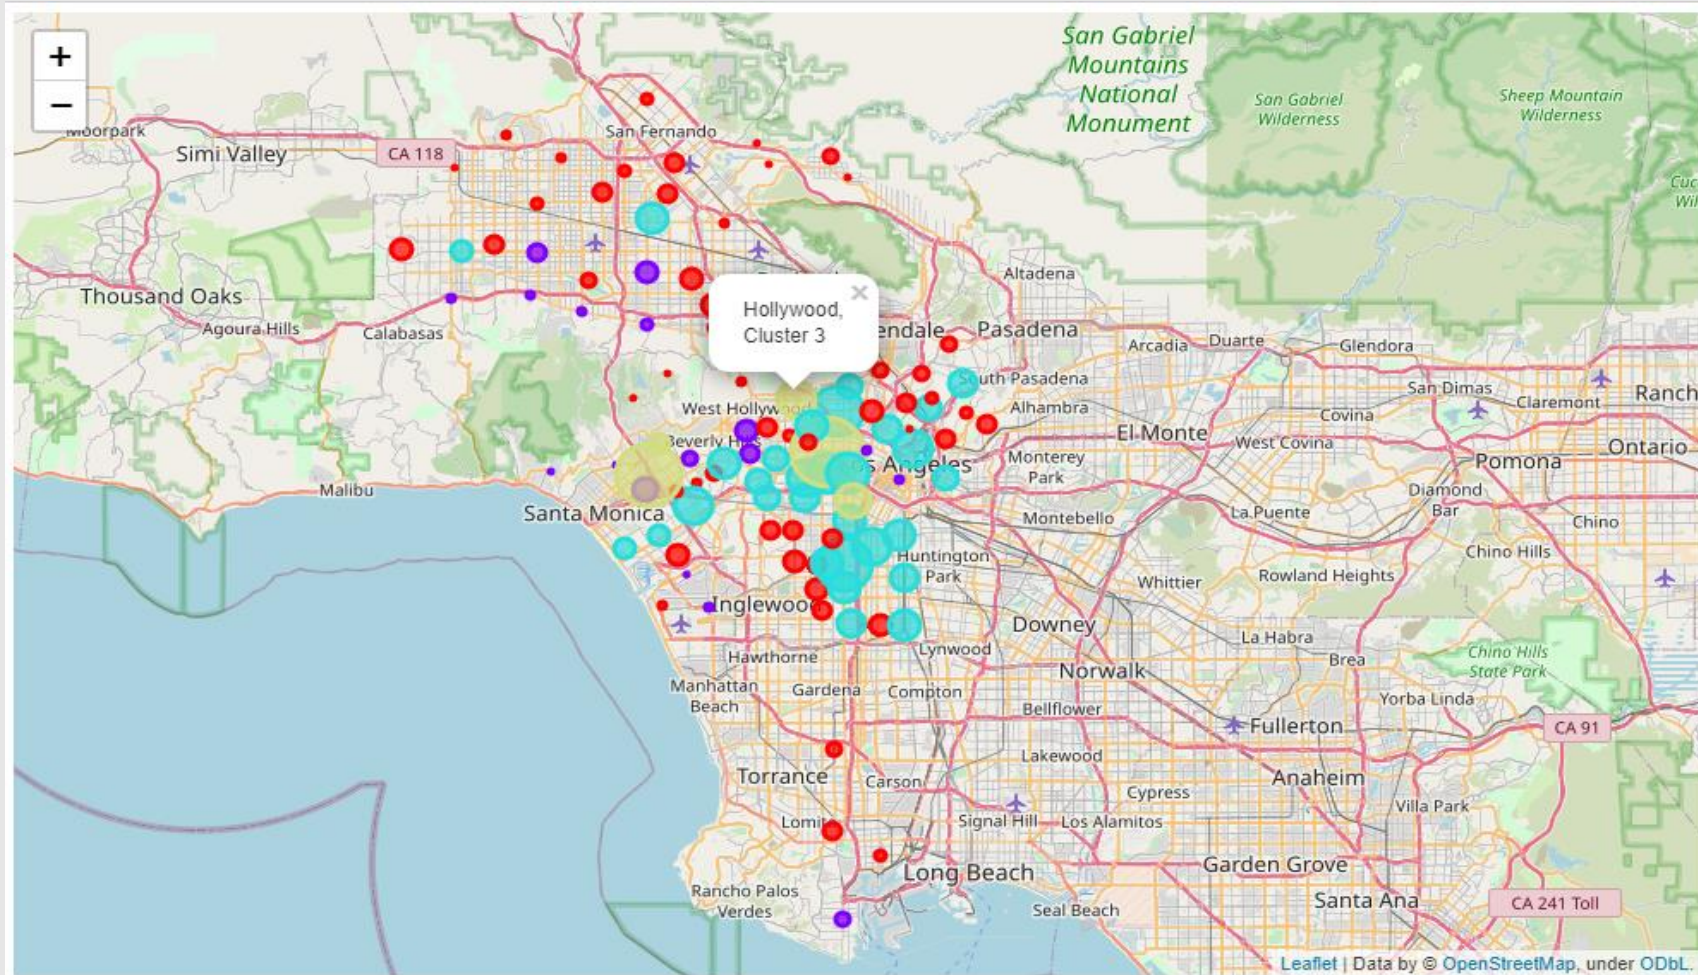 +
−
San Gabriel
Mountains
National
Monument
San Gabriel
Wilderness
Sheep Mountain
Wilderness
Moorpark
Simi Valley
CA 118
San Fernando
Thousand Oaks
Agoura Hills
Calabasas
Altadena
Hollywood,
Cluster 3
×
endale
Pasadena
Arcadia
Duarte
Glendora
San Dimas
Claremont
Ranch
South Pasadena
Alhambra
Covina
West Hollywood
Beverly Hills
El Monte
West Covina
Ontario
Los Angeles
Monterey
Park
Pomona
Malibu
Santa Monica
Montebello
La Puente
Diamond
Bar
Chino
Chino Hills
Huntington
Park
Whittier
Rowland Heights
Inglewood
Downey
La Habra
Hawthorne
Lynwood
Norwalk
Brea
Chino Hills
State Park
Manhattan
Beach
Gardena
Compton
Bellflower
Yorba Linda
Fullerton
CA 91
Lakewood
Torrance
Carson
Cypress
Anaheim
Villa Park
Lomita
Signal Hill
Los Alamitos
Long Beach
Garden Grove
Rancho Palos
Verdes
Seal Beach
Santa Ana
CA 241 Toll
Leaflet | Data by © OpenStreetMap, under ODbL.